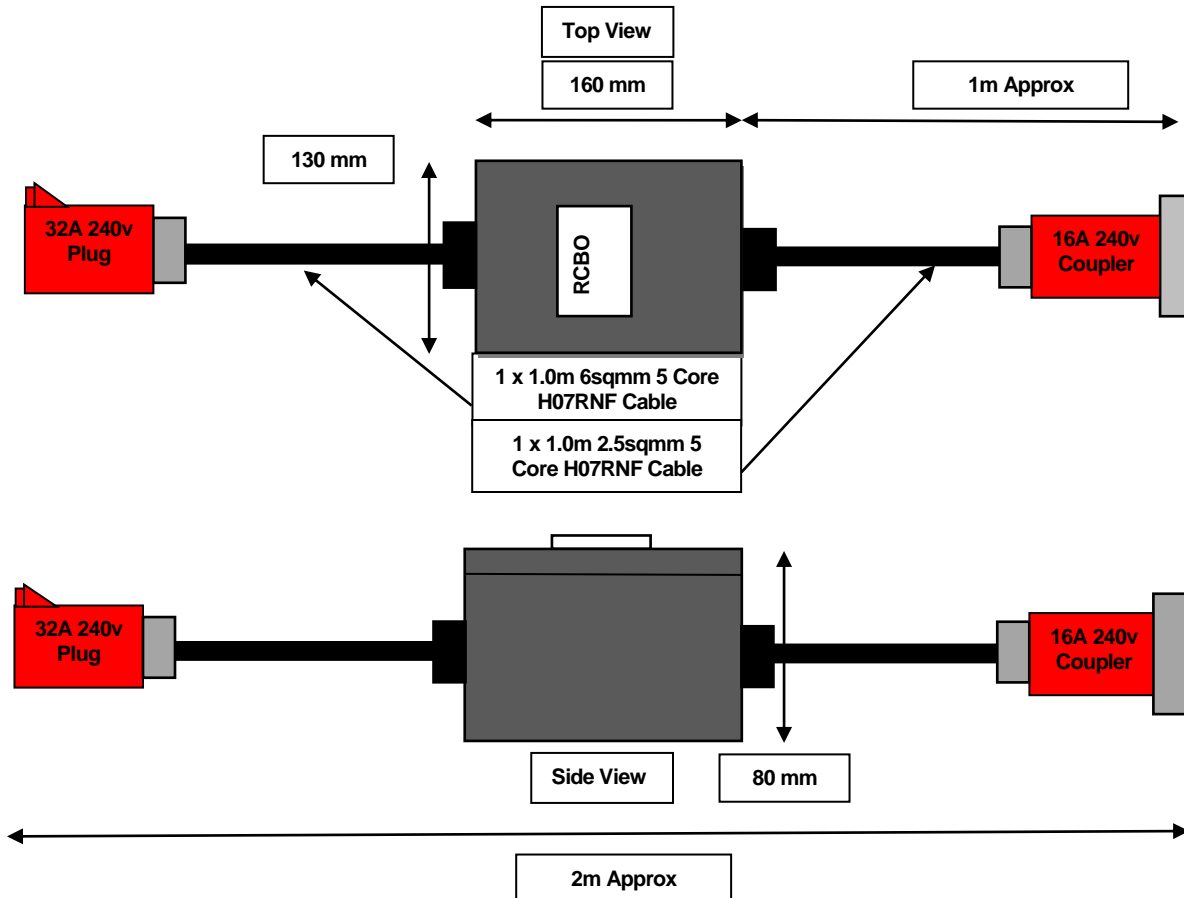 Top View
160 mm
1m Approx
130 mm
32A 240v
Plug
RCBO
16A 240v
Coupler
1 x 1.0m 6sqmm 5 Core
H07RNF Cable
1 x 1.0m 2.5sqmm 5
Core H07RNF Cable
32A 240v
Plug
16A 240v
Coupler
Side View
80 mm
2m Approx